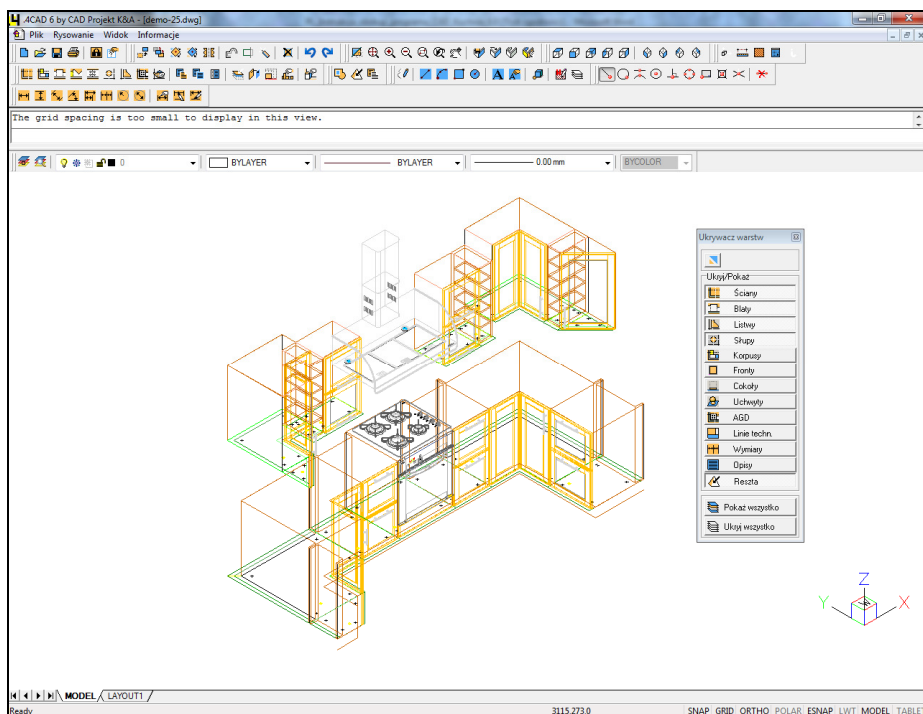 .4CAD 6 by CAD Projekt K&A - [demo-25.dwg]
Plik Rysowanie Widok Informacje
The grid spacing is too small to display in this view.
0 BYLAYER BYLAYER 0.00 mm BYCOLOR
Ukrywacz warstw
Ukryj/Pokaż
Ściany
Blaty
Listwy
Słupy
Korpusy
Fronty
Cokoły
Uchwyty
AGD
Linie techn.
Wymiary
Opisy
Reszta
Pokaż wszystko
Ukryj wszystko
Z
Y X
MODEL LAYOUT1
Ready 3115.273.0 SNAP GRID ORTHO POLAR ESNAP LWT MODEL TABLET